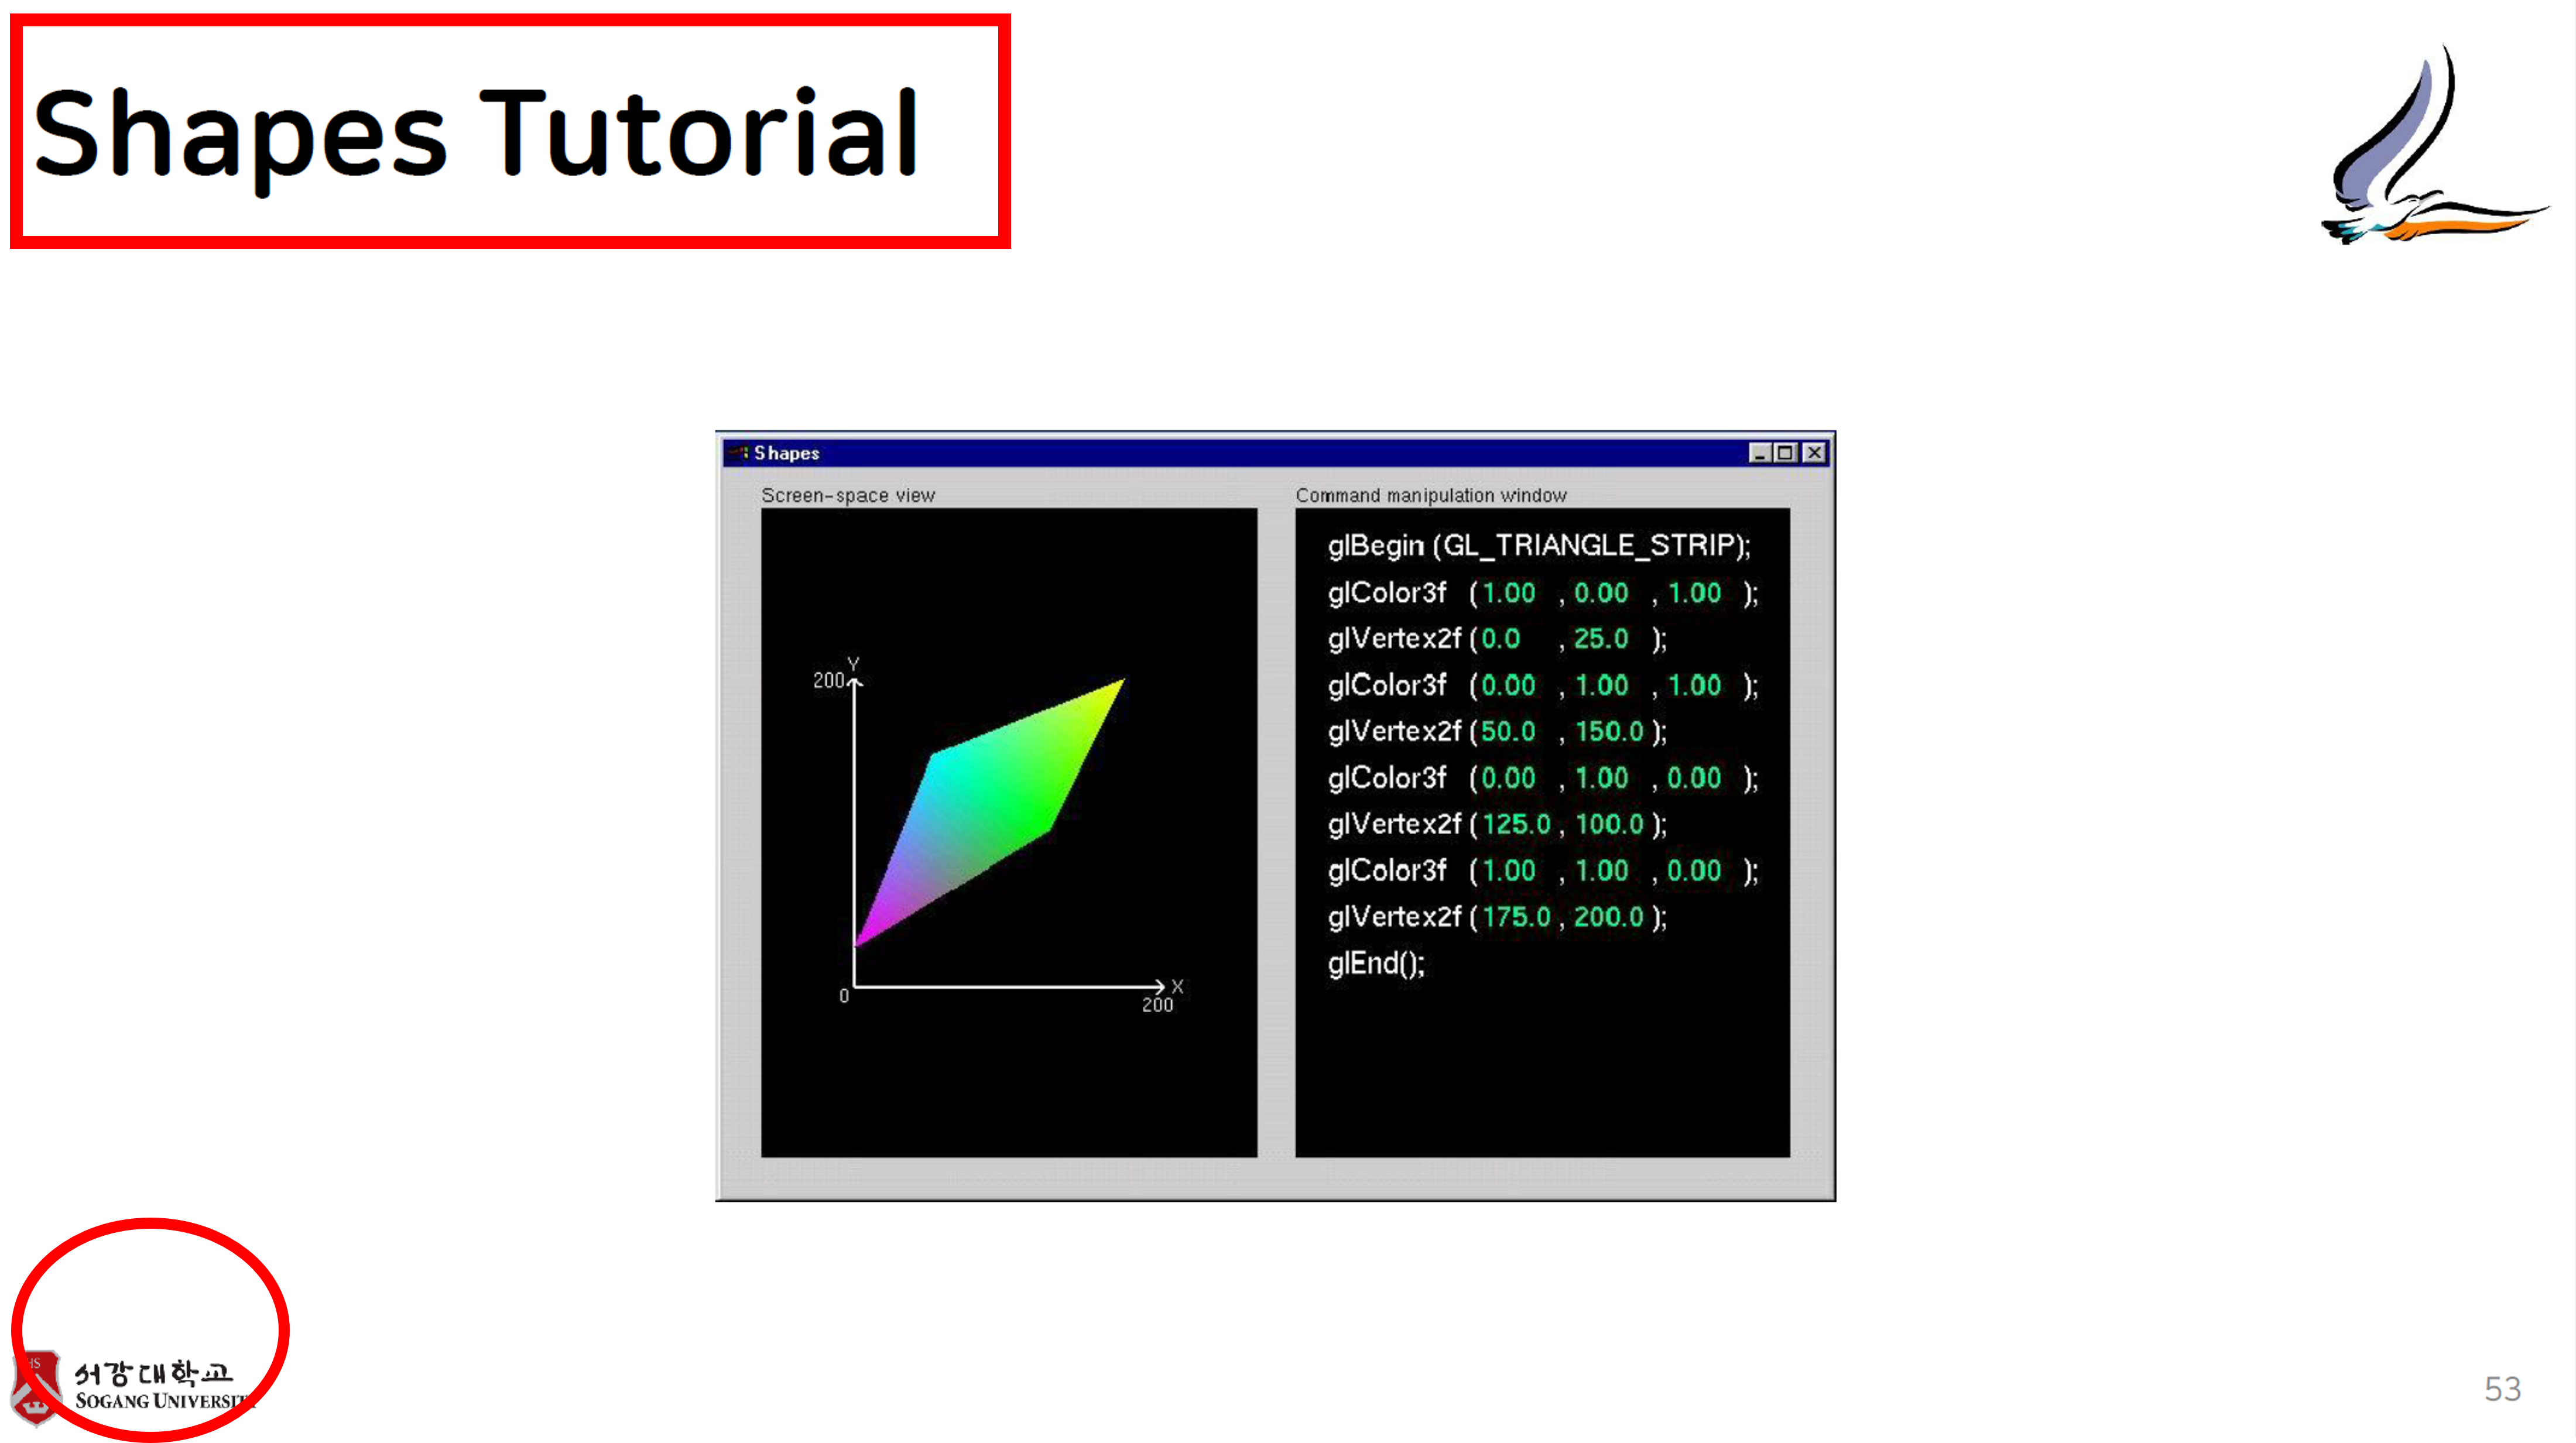 Shapes Tutorial
Shapes
Screen-space view
Y
200
0
X
200
Command manipulation window
glBegin (GL_TRIANGLE_STRIP);
glColor3f (1.00 , 0.00 , 1.00 );
glVertex2f (0.0 , 25.0 );
glColor3f (0.00 , 1.00 , 1.00 );
glVertex2f (50.0 , 150.0 );
glColor3f (0.00 , 1.00 , 0.00 );
glVertex2f (125.0 , 100.0 );
glColor3f (1.00 , 1.00 , 0.00 );
glVertex2f (175.0 , 200.0 );
glEnd();
서강대학교
SOGANG
53